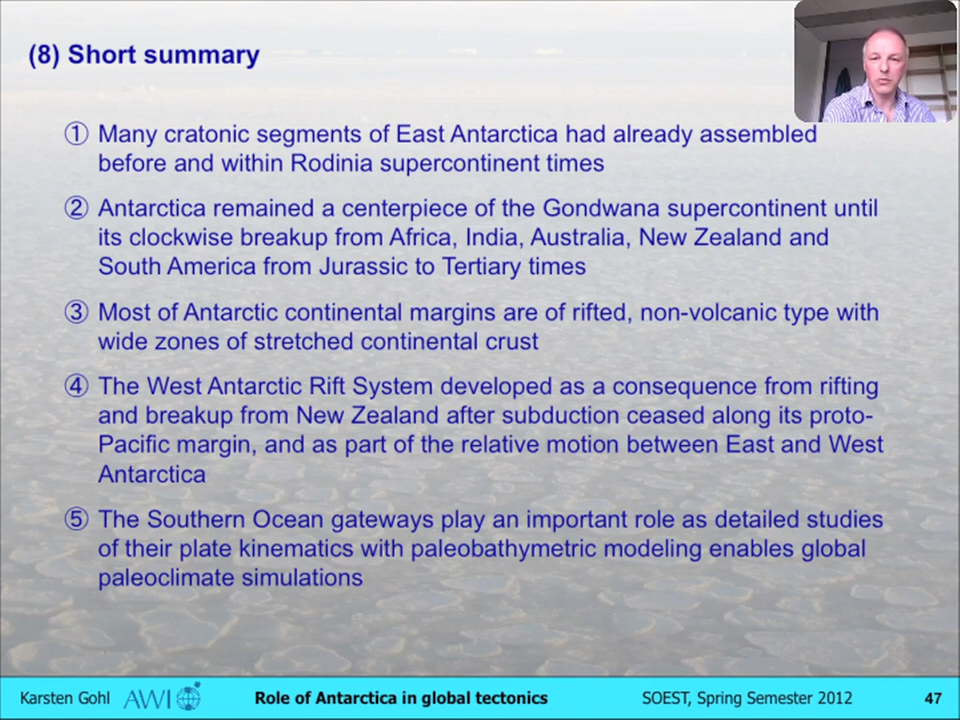 (8) Short summary
① Many cratonic segments of East Antarctica had already assembled
before and within Rodinia supercontinent times
② Antarctica remained a centerpiece of the Gondwana supercontinent until
its clockwise breakup from Africa, India, Australia, New Zealand and
South America from Jurassic to Tertiary times
③ Most of Antarctic continental margins are of rifted, non-volcanic type with
wide zones of stretched continental crust
④ The West Antarctic Rift System developed as a consequence from rifting
and breakup from New Zealand after subduction ceased along its proto-
Pacific margin, and as part of the relative motion between East and West
Antarctica
⑤ The Southern Ocean gateways play an important role as detailed studies
of their plate kinematics with paleobathymetric modeling enables global
paleoclimate simulations
Karsten Gohl AWI Role of Antarctica in global tectonics SOEST, Spring Semester 2012 47